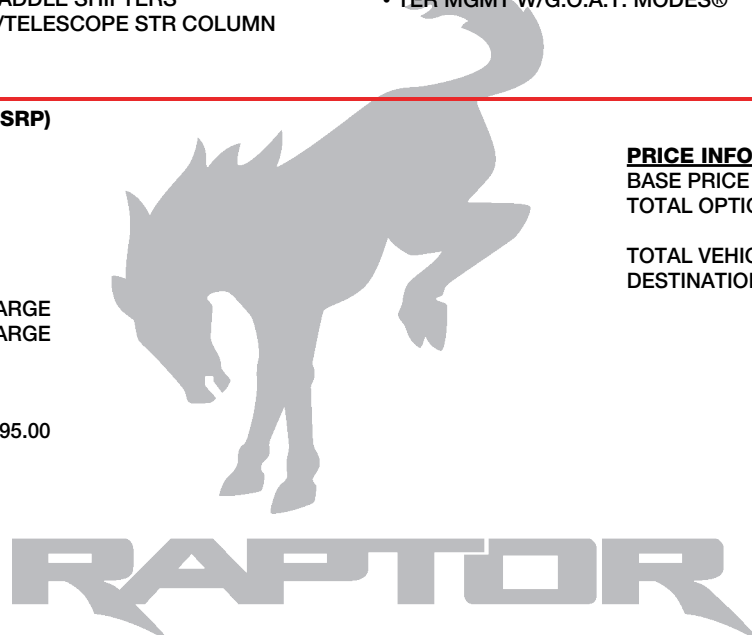 ADDLE SHIFTERS
/TELESCOPE STR COLUMN
• TER MGMT W/G.O.A.T. MODES®
SRP)
ARGE
ARGE
95.00
PRICE INFO
BASE PRICE
TOTAL OPTIO
TOTAL VEHIC
DESTINATION
RAPTOR